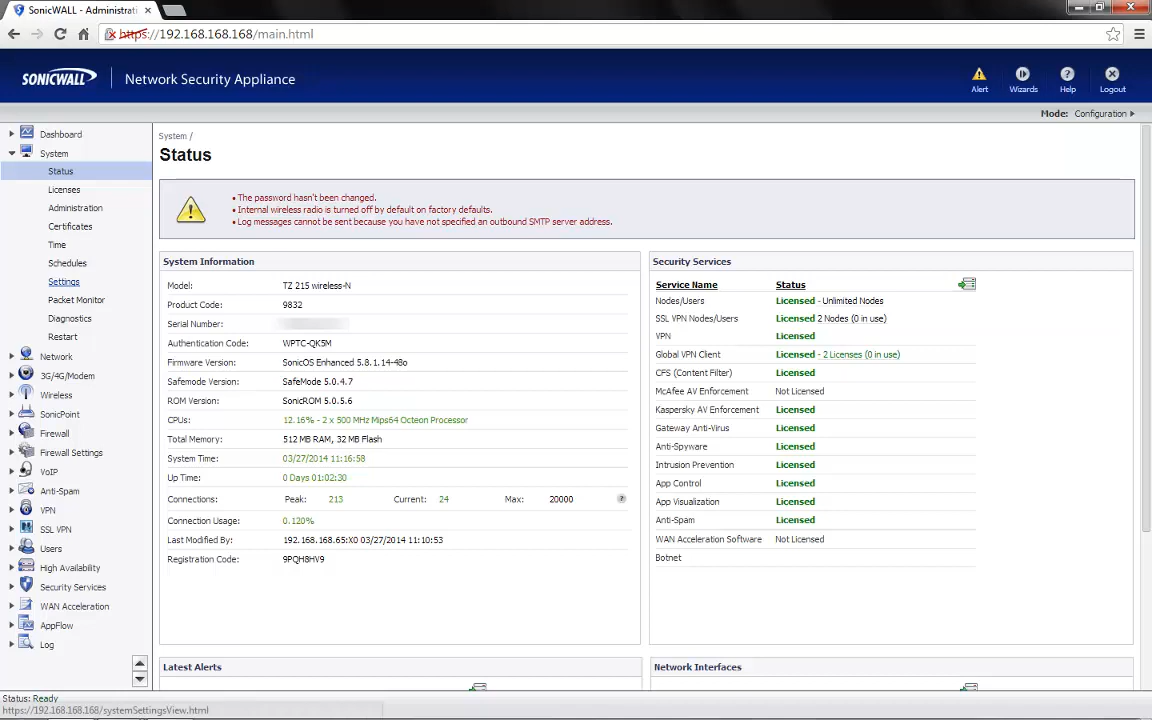 SonicWALL - Administrati
https://192.168.168.168/main.html
SONICWALL
Network Security Appliance
Alert
Wizards
Help
Logout
Mode: Configuration
Dashboard
System
Status
Licenses
Administration
Certificates
Time
Schedules
Settings
Packet Monitor
Diagnostics
Restart
Network
3G/4G/Modem
Wireless
SonicPoint
Firewall
Firewall Settings
VoIP
Anti-Spam
VPN
SSL VPN
Users
High Availability
Security Services
WAN Acceleration
AppFlow
Log
System /
Status
• The password hasn't been changed.
• Internal wireless radio is turned off by default on factory defaults.
• Log messages cannot be sent because you have not specified an outbound SMTP server address.
System Information
Model: TZ 215 wireless-N
Product Code: 9832
Serial Number:
Authentication Code: WPTC-QK5M
Firmware Version: SonicOS Enhanced 5.8.1.14-48o
Safemode Version: SafeMode 5.0.4.7
ROM Version: SonicROM 5.0.5.6
CPUs: 12.16% - 2 x 500 MHz Mips64 Octeon Processor
Total Memory: 512 MB RAM, 32 MB Flash
System Time: 03/27/2014 11:16:58
Up Time: 0 Days 01:02:30
Connections: Peak: 213 Current: 24 Max: 20000 ?
Connection Usage: 0.120%
Last Modified By: 192.168.168.65:X0 03/27/2014 11:10:53
Registration Code: 9PQH8HV9
Security Services
Service Name Status
Nodes/Users Licensed - Unlimited Nodes
SSL VPN Nodes/Users Licensed 2 Nodes (0 in use)
VPN Licensed
Global VPN Client Licensed - 2 Licenses (0 in use)
CFS (Content Filter) Licensed
McAfee AV Enforcement Not Licensed
Kaspersky AV Enforcement Licensed
Gateway Anti-Virus Licensed
Anti-Spyware Licensed
Intrusion Prevention Licensed
App Control Licensed
App Visualization Licensed
Anti-Spam Licensed
WAN Acceleration Software Not Licensed
Botnet
Latest Alerts
Network Interfaces
Status: Ready
https://192.168.168.168/systemSettingsView.html